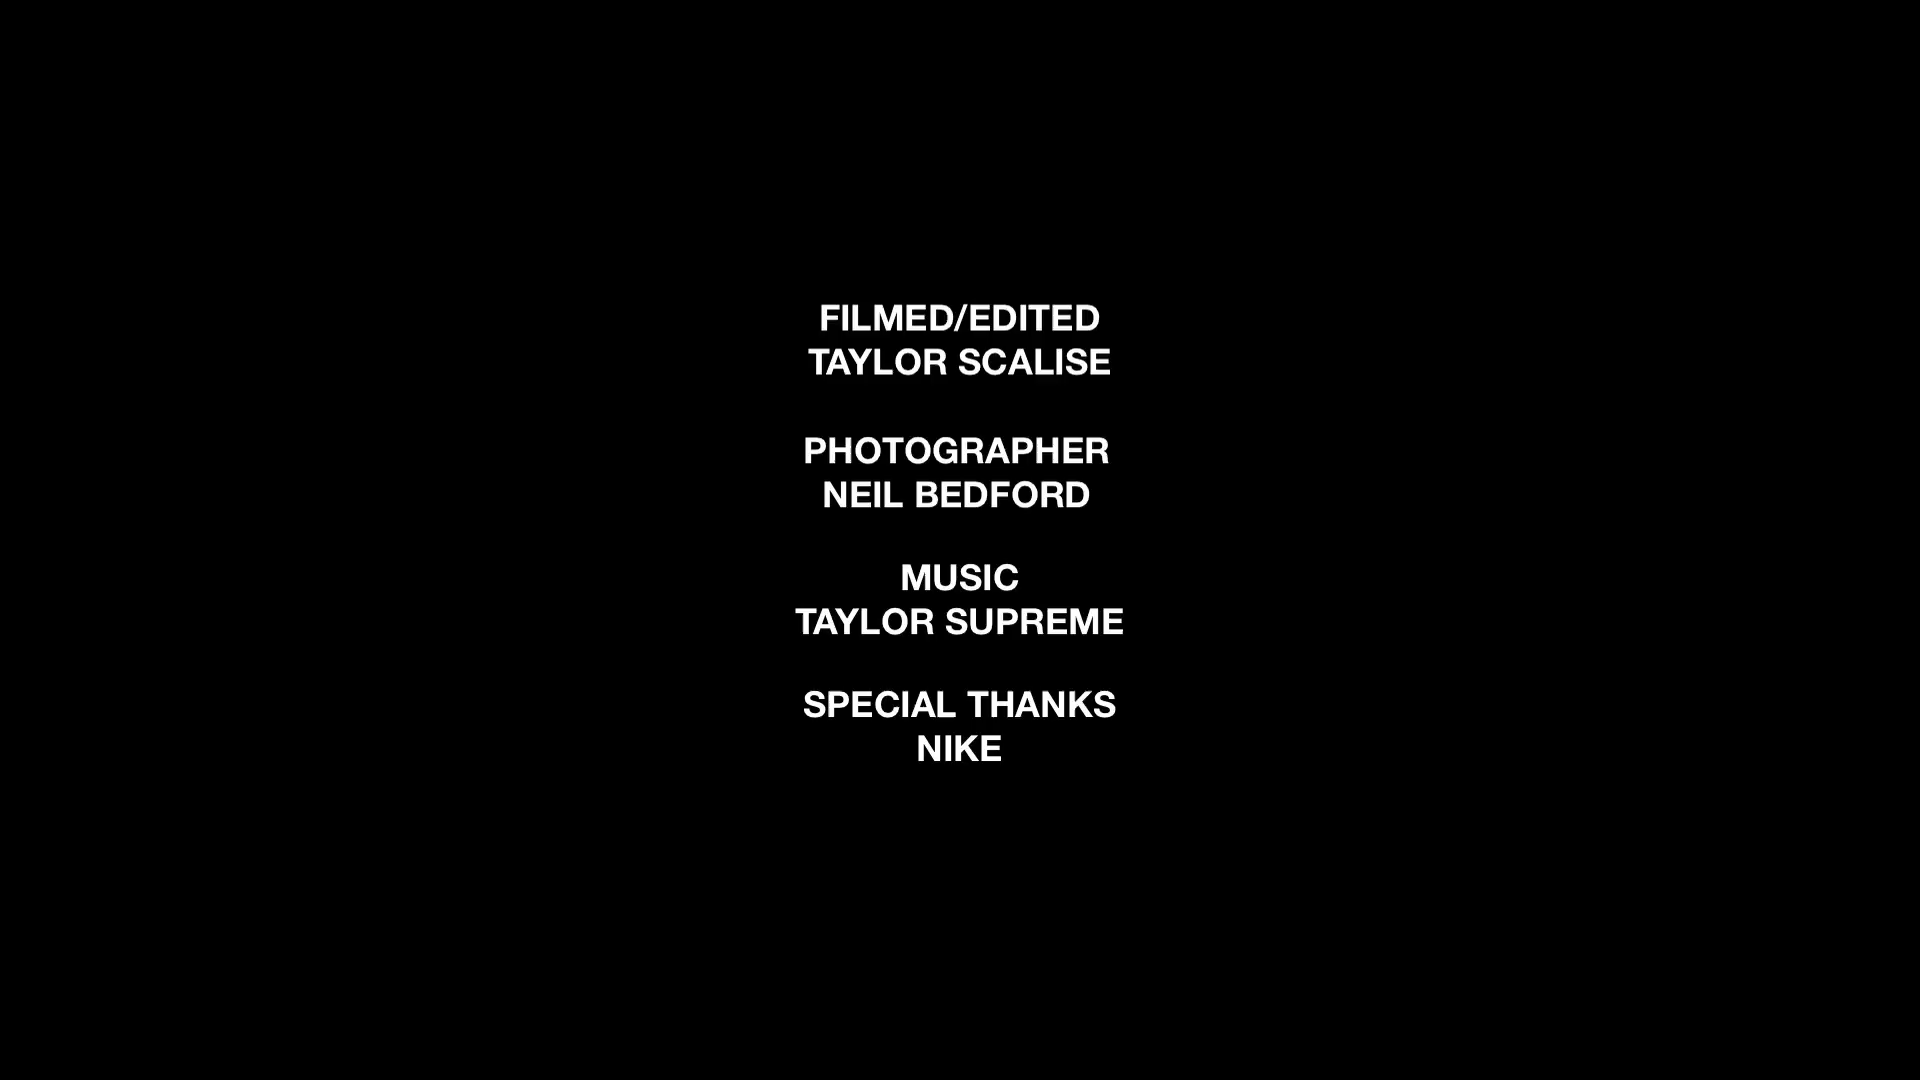 FILMED/EDITED
TAYLOR SCALISE
PHOTOGRAPHER
NEIL BEDFORD
MUSIC
TAYLOR SUPREME
SPECIAL THANKS
NIKE